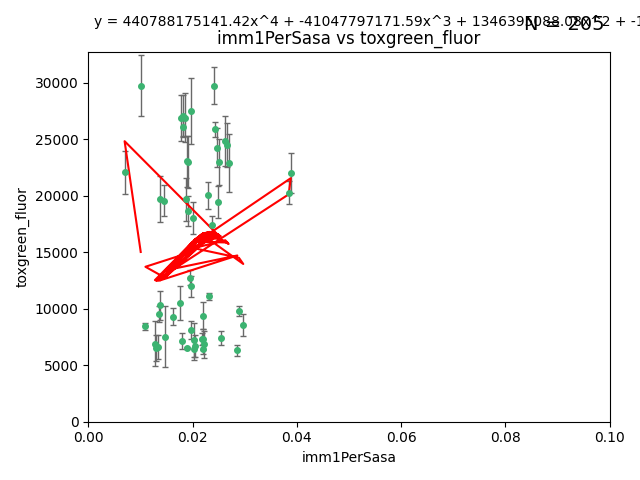 y = 440788175141.42x^4 + -41047797171.59x^3 + 1346395088.08x^2 + -1
N = 205
imm1PerSasa vs toxgreen_fluor
30000
25000
20000
15000
10000
5000
0
toxgreen_fluor
0.00 0.02 0.04 0.06 0.08 0.10
imm1PerSasa